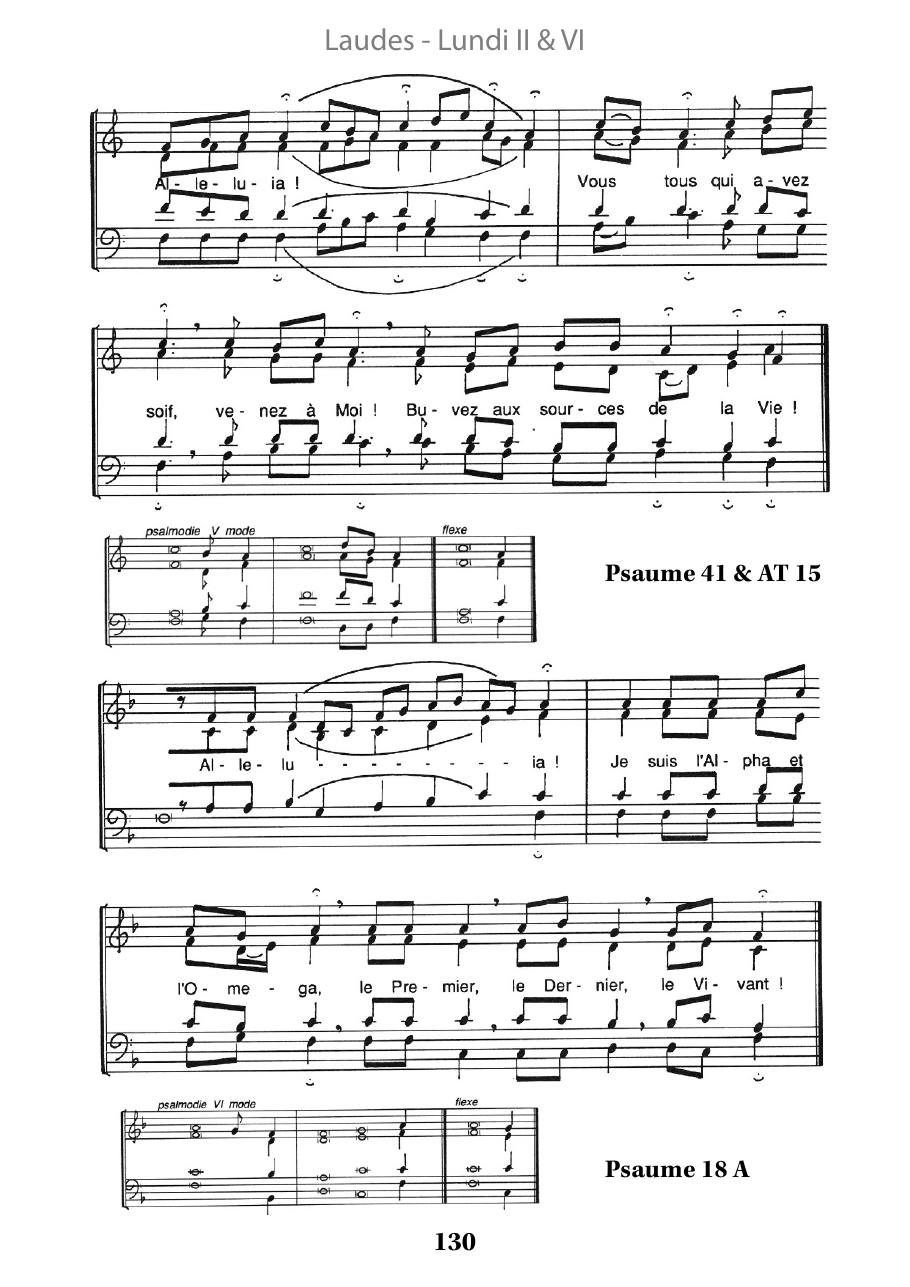 Laudes - Lundi II & VI
Al - le - lu - ia ! Vous tous qui a - vez
soif, ve - nez à Moi ! Bu - vez aux sour - ces de la Vie !
psalmodie V mode flexe
Psaume 41 & AT 15
Al - le - lu - - - - - - - ia ! Je suis l'Al - pha et
l'O - me - ga, le Pre - mier, le Der - nier, le Vi - vant !
psalmodie VI mode flexe
Psaume 18 A
130